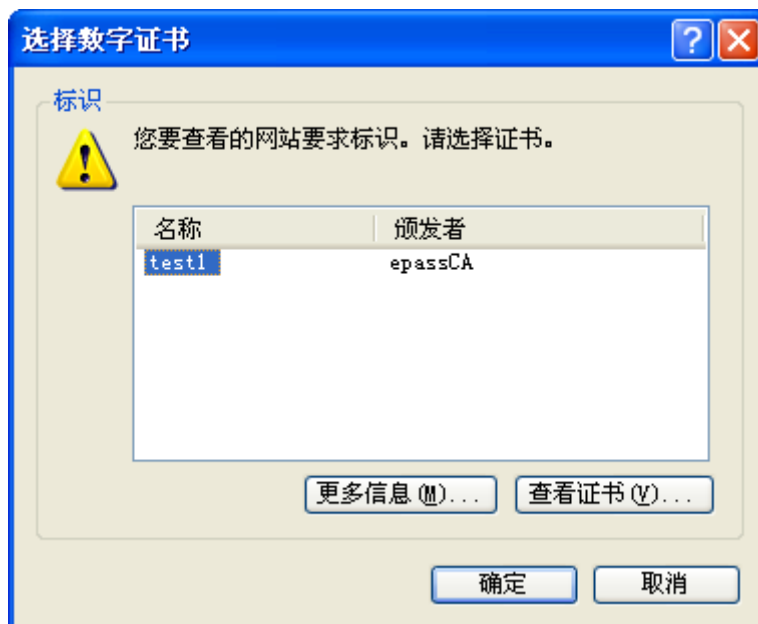 选择数字证书
标识
您要查看的网站要求标识。请选择证书。
名称 颁发者
test1 epassCA
更多信息(M)... 查看证书(V)...
确定 取消